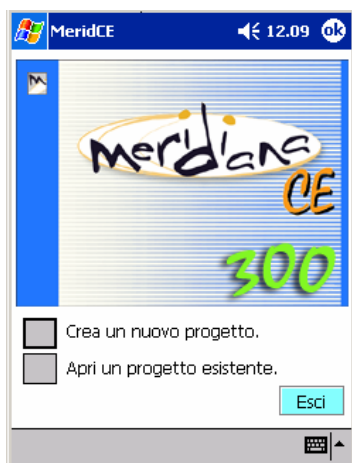 MeridCE 12.09 ok
meridiana
CE
300
Crea un nuovo progetto.
Apri un progetto esistente.
Esci